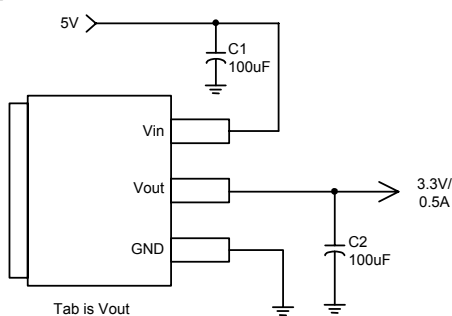 5V
C1
100uF
Vin
Vout
3.3V/
0.5A
GND
C2
100uF
Tab is Vout